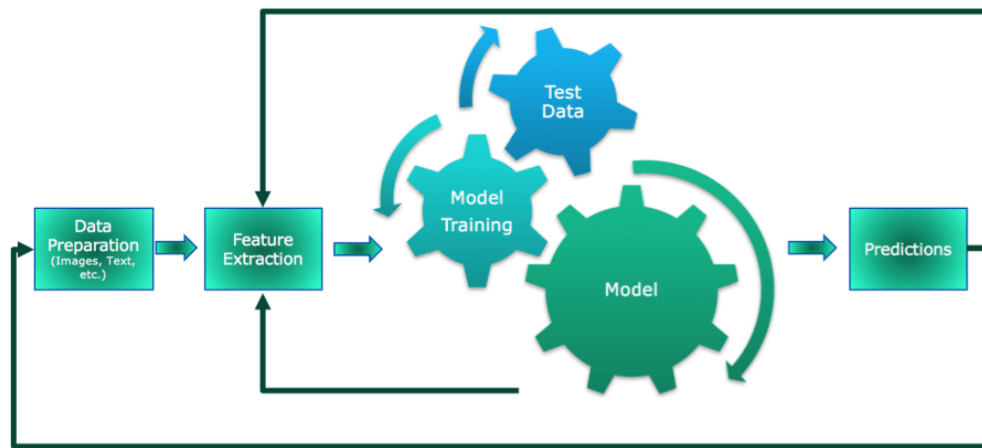 Data
Preparation
(Images, Text,
etc.)
Feature
Extraction
Test
Data
Model
Training
Model
Predictions